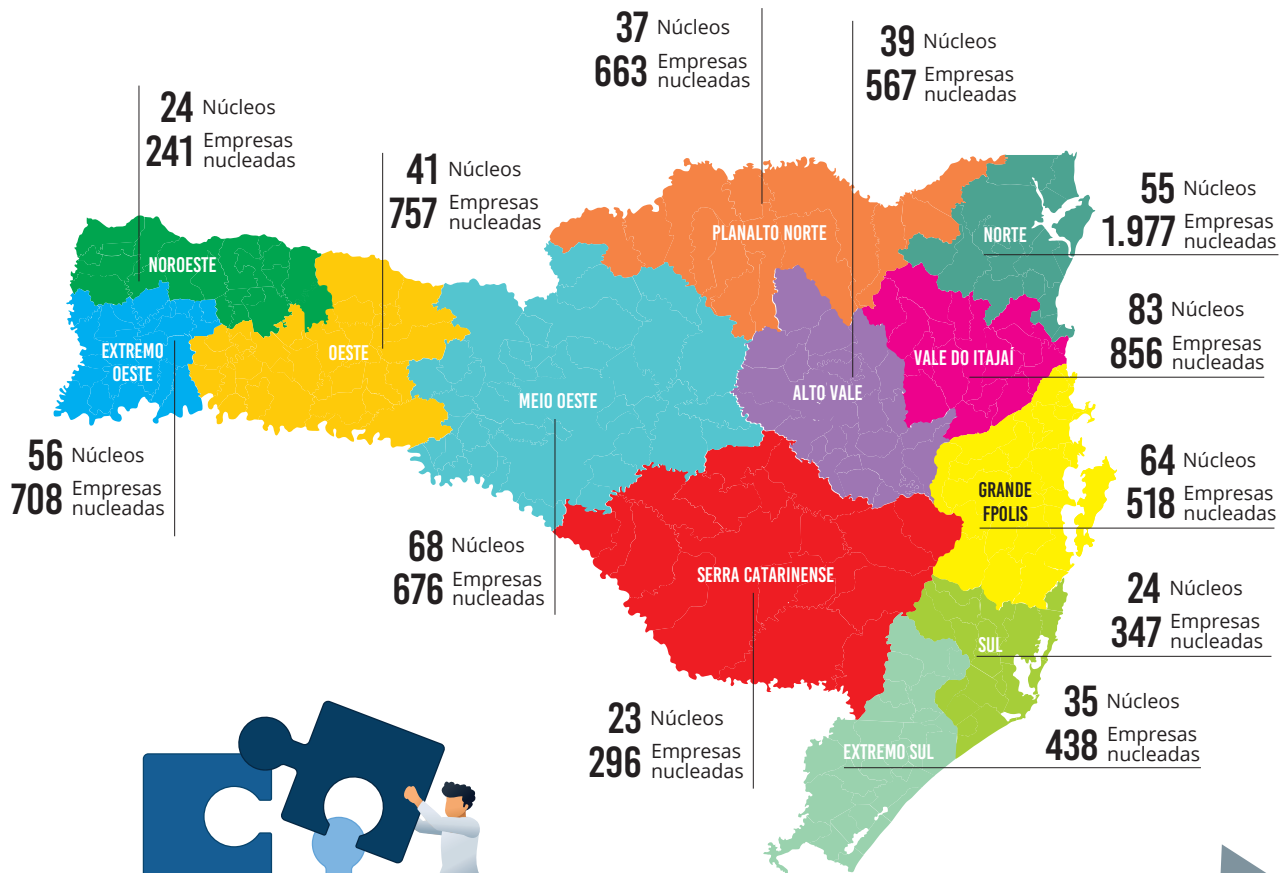 37 Núcleos
663 Empresas
nucleadas
39 Núcleos
567 Empresas
nucleadas
24 Núcleos
241 Empresas
nucleadas
41 Núcleos
757 Empresas
nucleadas
55 Núcleos
1.977 Empresas
nucleadas
PLANALTO NORTE
NORTE
NOROESTE
83 Núcleos
856 Empresas
nucleadas
EXTREMO
OESTE
OESTE
VALE DO ITAJAÍ
MEIO OESTE
ALTO VALE
56 Núcleos
708 Empresas
nucleadas
64 Núcleos
518 Empresas
nucleadas
GRANDE
FPOLIS
68 Núcleos
676 Empresas
nucleadas
SERRA CATARINENSE
24 Núcleos
347 Empresas
nucleadas
SUL
23 Núcleos
296 Empresas
nucleadas
35 Núcleos
438 Empresas
nucleadas
EXTREMO SUL